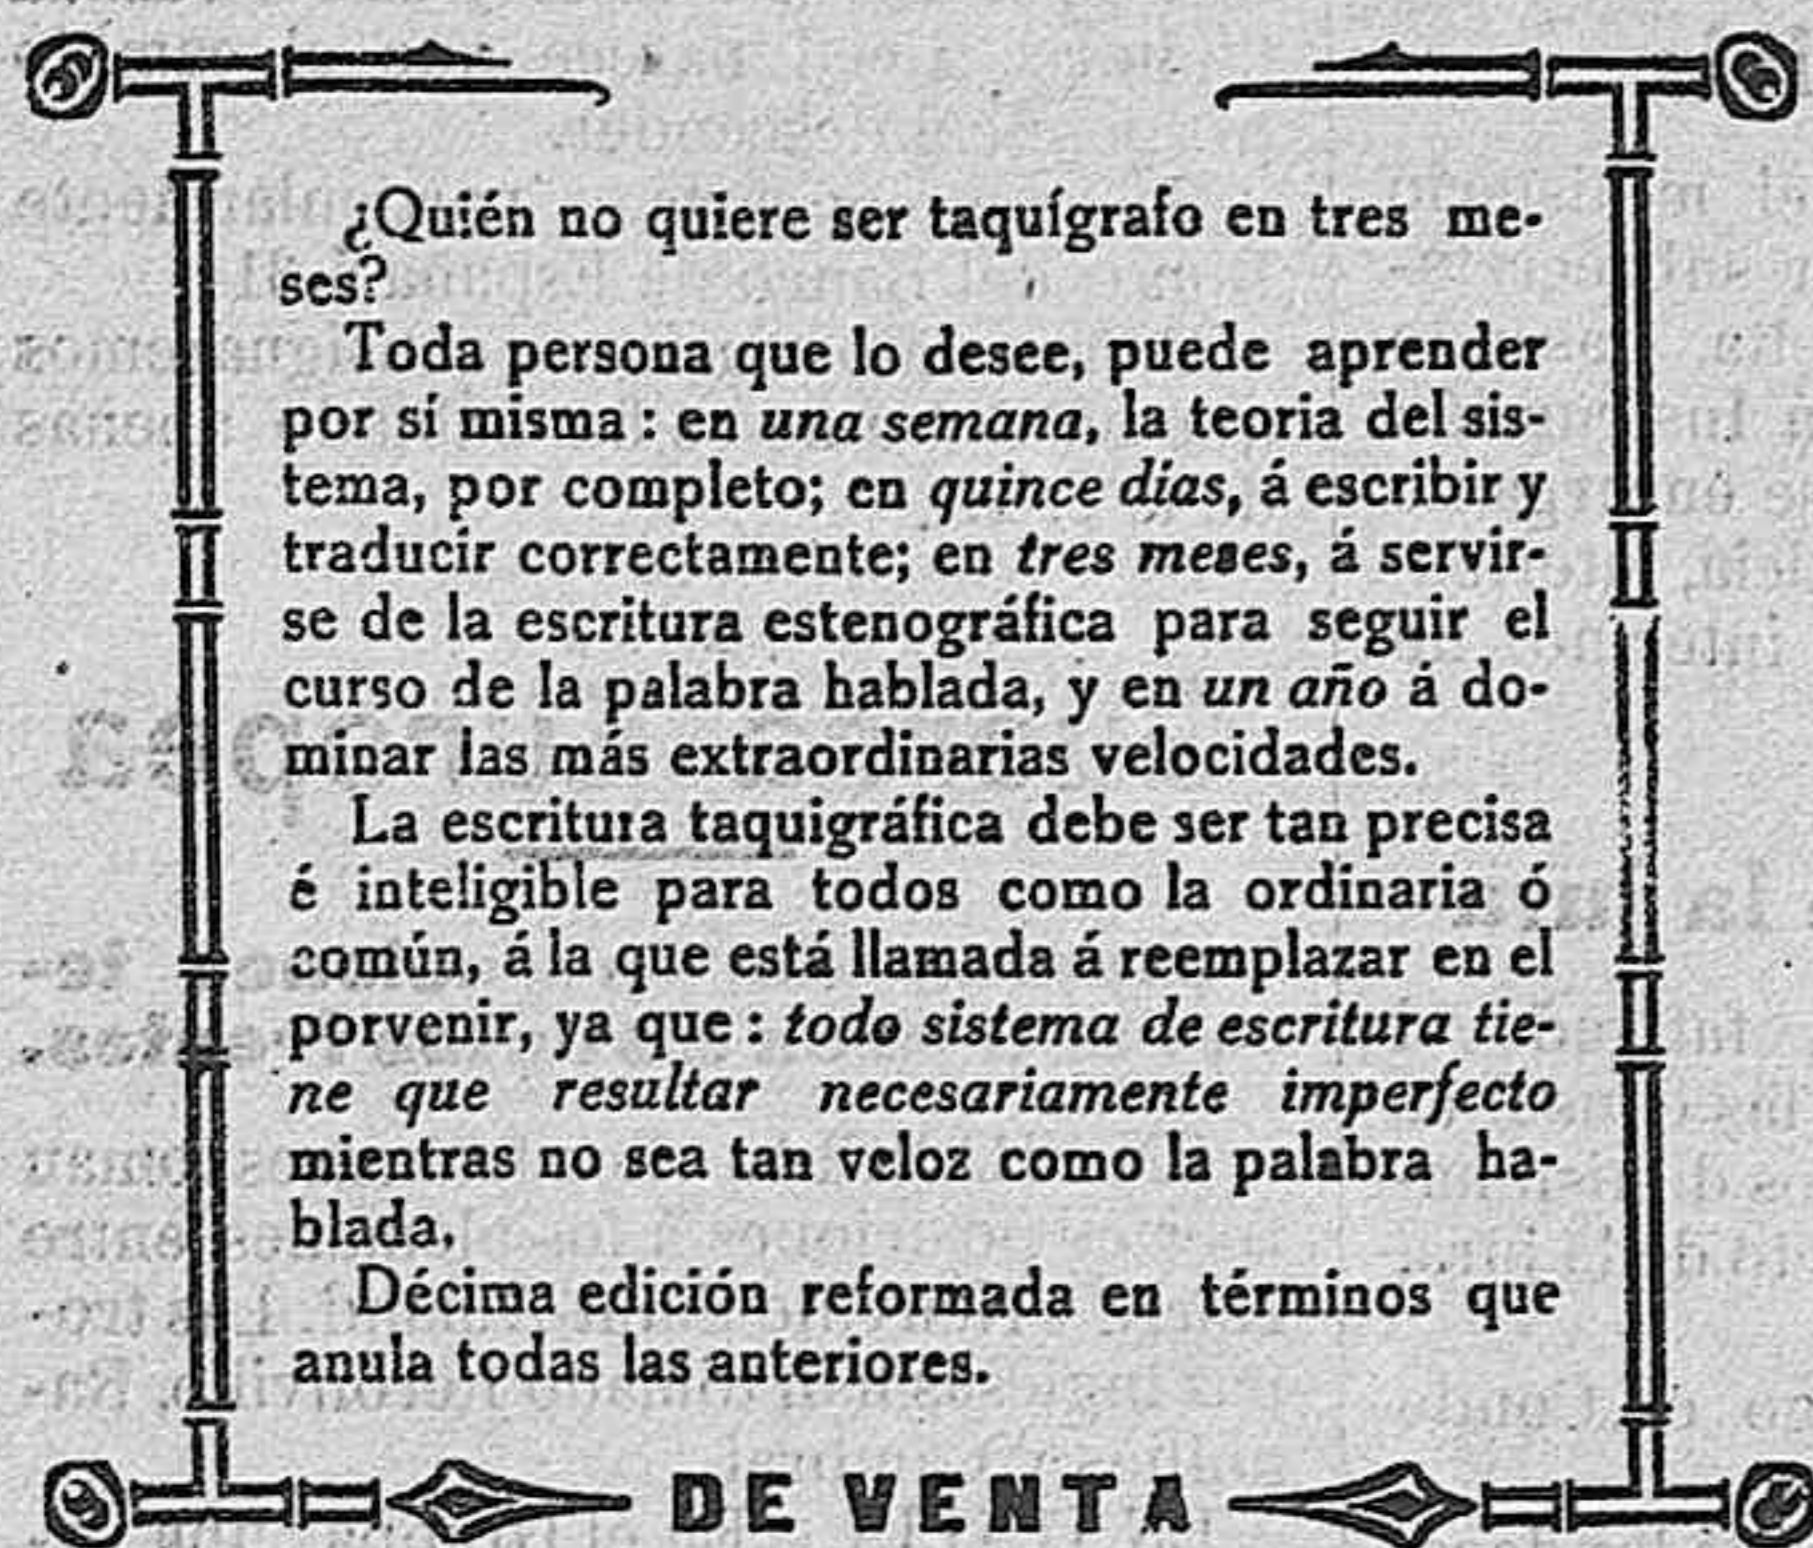 ¿Quién no quiere ser taquígrafo en tres me-
ses?
Toda persona que lo desee, puede aprender
por sí misma : en una semana, la teoria del sis-
tema, por completo; en quince días, á escribir y
traducir correctamente; en tres meses, á servir-
se de la escritura estenográfica para seguir el
curso de la palabra hablada, y en un año á do-
minar las más extraordinarias velocidades.
La escritura taquigráfica debe ser tan precisa
é inteligible para todos como la ordinaria ó
común, á la que está llamada á reemplazar en el
porvenir, ya que : todo sistema de escritura tie-
ne que resultar necesariamente imperfecto
mientras no sea tan veloz como la palabra ha-
blada.
Décima edición reformada en términos que
anula todas las anteriores.
DE VENTA